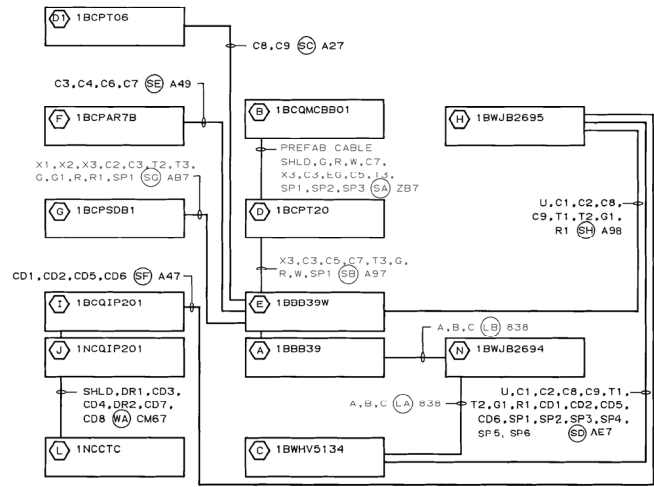 D1 1BCPT06
C8,C9 SC A27
C3,C4,C6,C7 SE A49
F 1BCPAR7B
B 1BCQMCBB01
H 1BWJB2695
PREFAB CABLE
SHLD,G,R,W,C7,
X3,C3,EG,C5,T3,
SP1,SP2,SP3 SA ZB7
X1,X2,X3,C2,C3,T2,T3,
G,G1,R,R1,SP1 SG AB7
G 1BCPSDB1
D 1BCPT20
U,C1,C2,C8,
C9,T1,T2,G1,
R1 SH A98
X3,C3,C5,C7,T3,G,
R,W,SP1 SB A97
CD1,CD2,CD5,CD6 SF A47
I 1BCQIP201
E 1BBB39W
J 1NCQIP201
A 1BBB39
A,B,C LB 838
N 1BWJB2694
SHLD,DR1,CD3,
CD4,DR2,CD7,
CD8 WA CM67
A,B,C LA 838
U,C1,C2,C8,C9,T1,
T2,G1,R1,CD1,CD2,CD5,
CD6,SP1,SP2,SP3,SP4,
SP5,SP6 SD AE7
L 1NCCTC
C 1BWHV5134